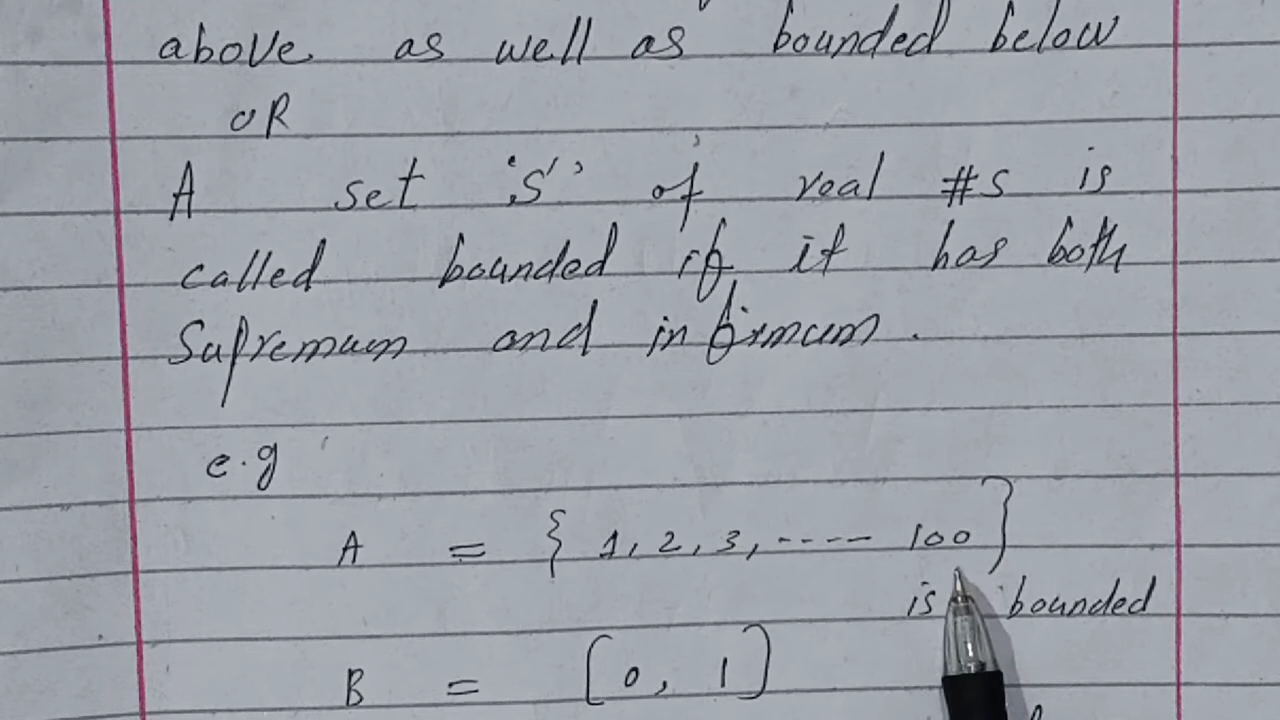 above as well as bounded below
OR
A set 'S' of real #s is
called bounded if it has both
Supremum and infimum.
e.g
A = { 1, 2, 3, ---- 100 }
is bounded
B = [0, 1]